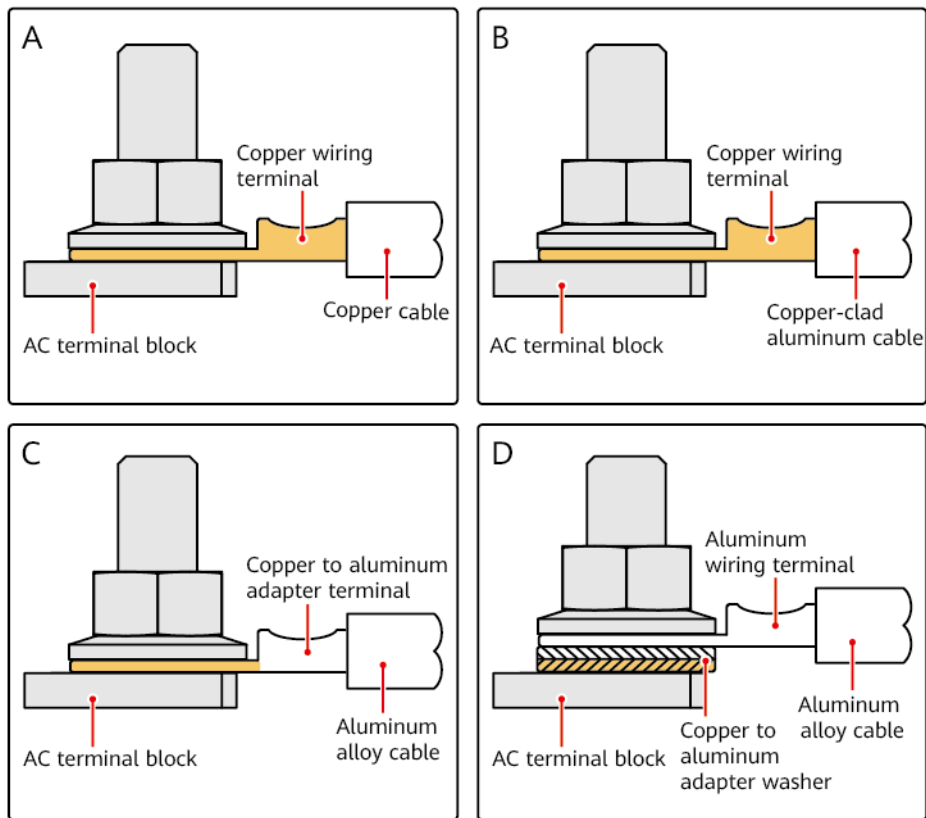 A
Copper wiring
terminal
Copper cable
AC terminal block
B
Copper wiring
terminal
Copper-clad
aluminum cable
AC terminal block
C
Copper to aluminum
adapter terminal
Aluminum
alloy cable
AC terminal block
D
Aluminum
wiring terminal
Aluminum
alloy cable
Copper to
aluminum
adapter washer
AC terminal block